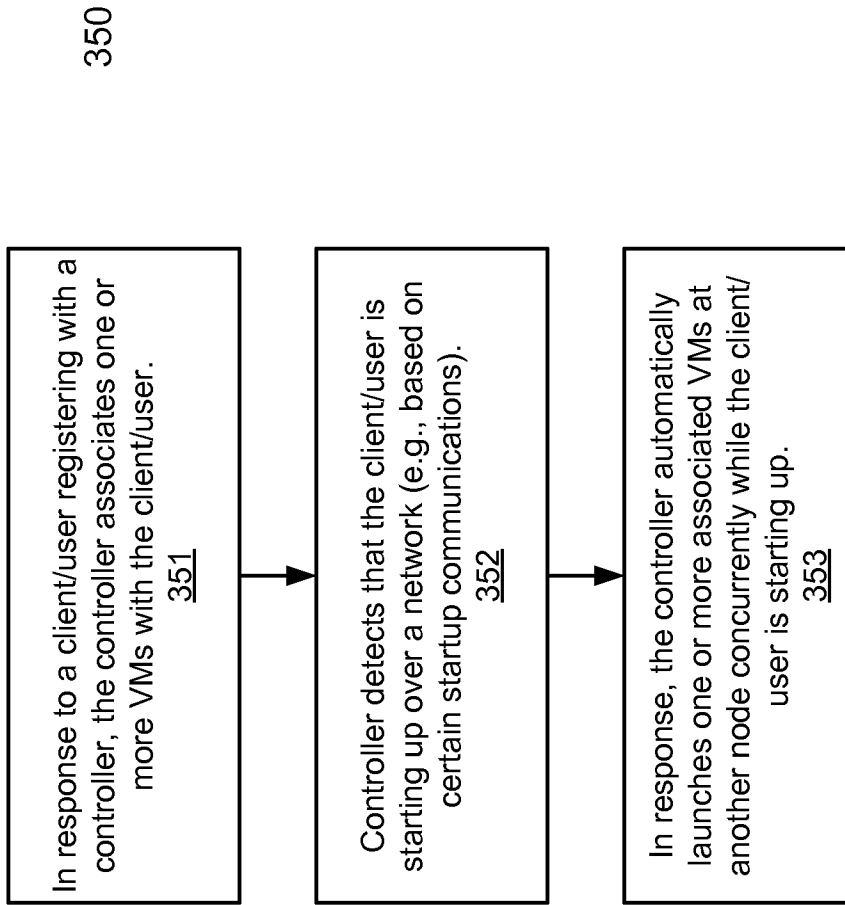 350
In response to a client/user registering with a
controller, the controller associates one or
more VMs with the client/user.
351
Controller detects that the client/user is
starting up over a network (e.g., based on
certain startup communications).
352
In response, the controller automatically
launches one or more associated VMs at
another node concurrently while the client/
user is starting up.
353